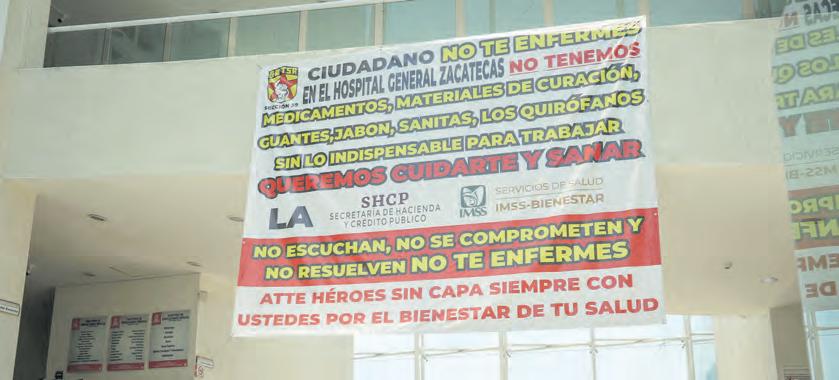 CIUDADANO NO TE ENFERMES
EN EL HOSPITAL GENERAL ZACATECAS NO TENEMOS
MEDICAMENTOS, MATERIALES DE CURACIÓN,
GUANTES,JABON, SANITAS, LOS QUIRÓFANOS
SIN LO INDISPENSABLE PARA TRABAJAR
QUEREMOS CUIDARTE Y SANAR
LA SHCP
SECRETARÍA DE HACIENDA
Y CRÉDITO PÚBLICO
IMSS
SERVICIOS DE SALUD
IMSS-BIENESTAR
NO ESCUCHAN, NO SE COMPROMETEN Y
NO RESUELVEN NO TE ENFERMES
ATTE HÉROES SIN CAPA SIEMPRE CON
USTEDES POR EL BIENESTAR DE TU SALUD
SECCIÓN 39